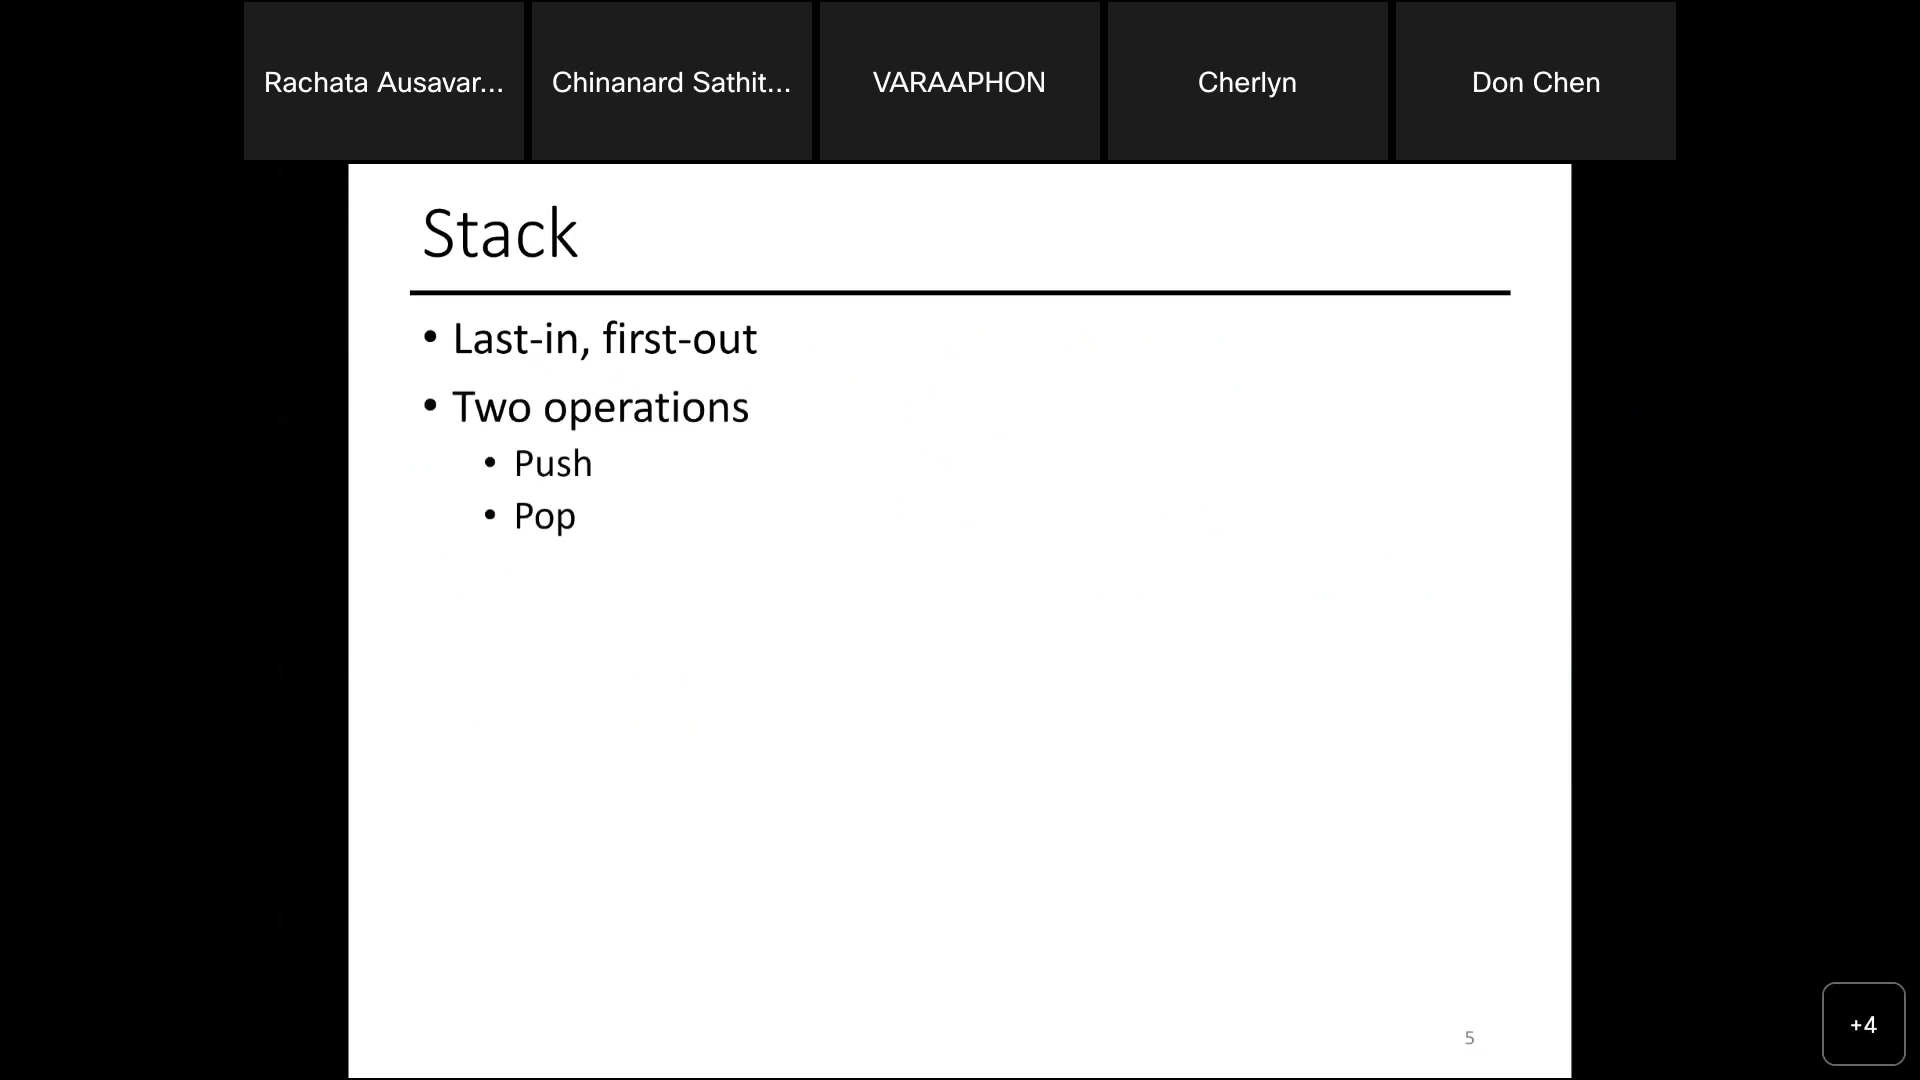 Rachata Ausavar...
Chinanard Sathit...
VARAAPHON
Cherlyn
Don Chen
Stack
• Last-in, first-out
• Two operations
• Push
• Pop
5
+4